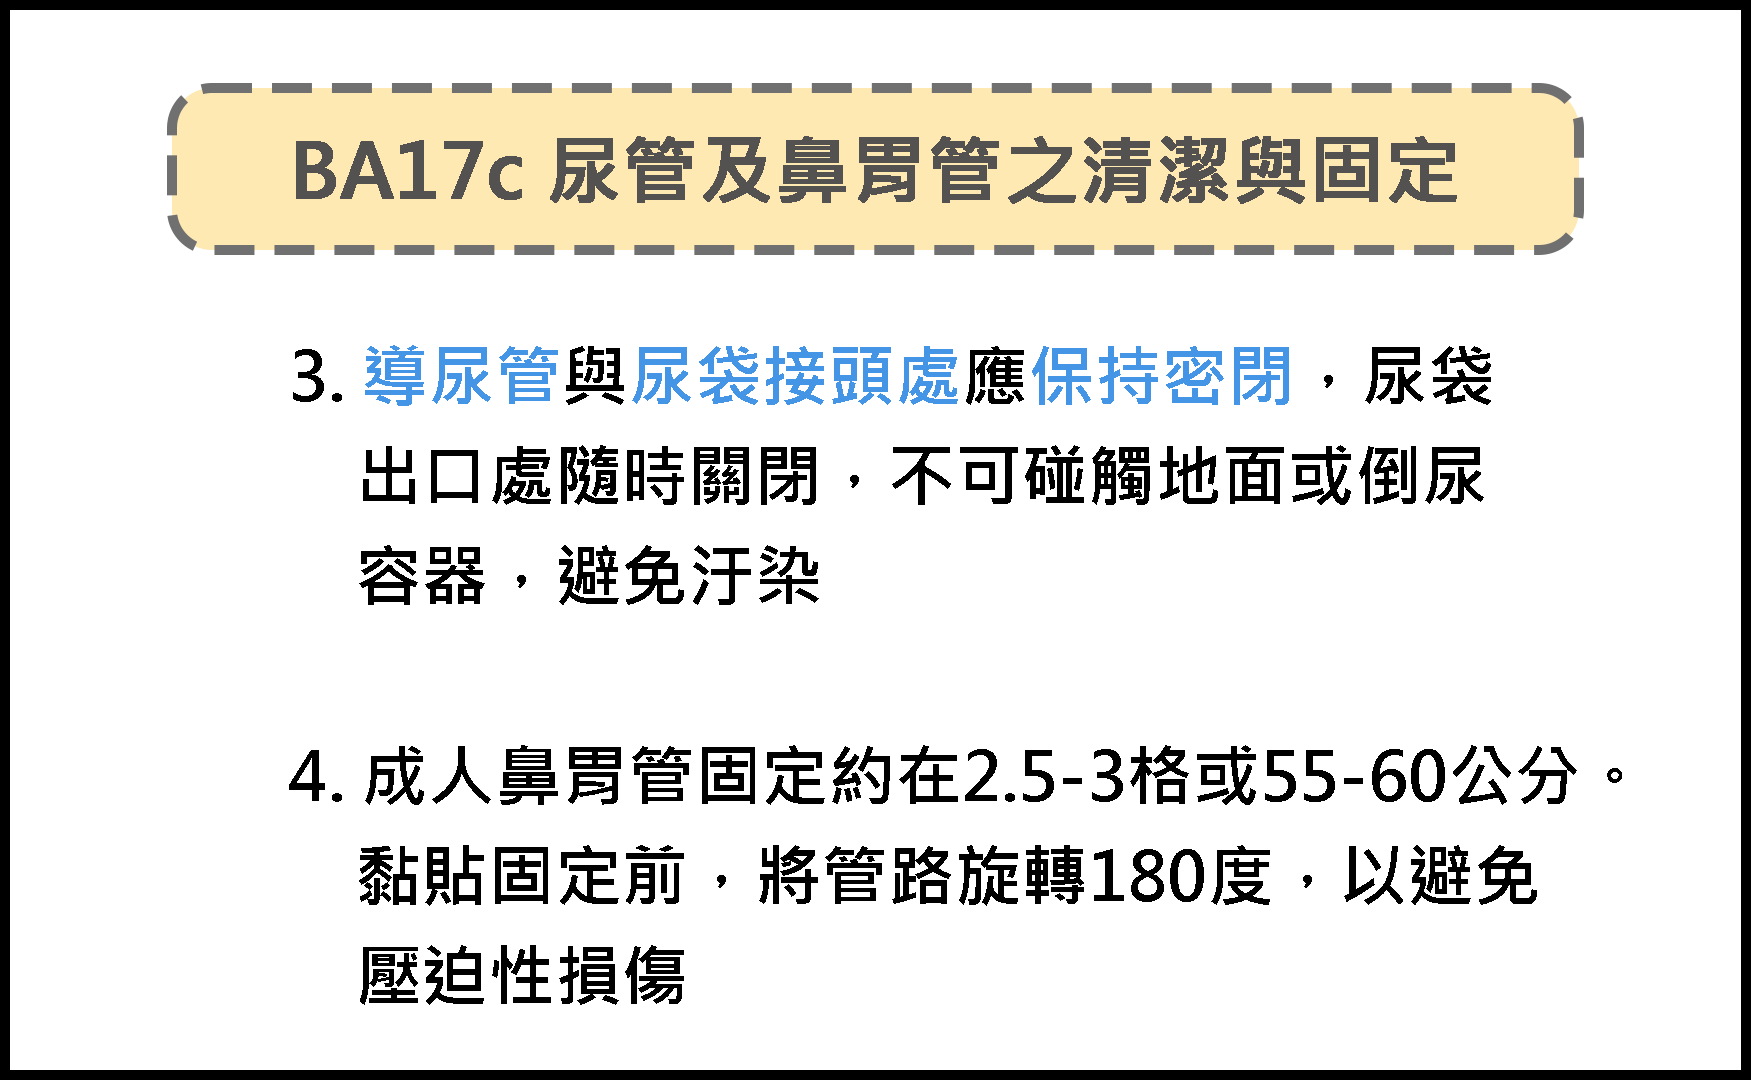 BA17c 尿管及鼻胃管之清潔與固定
3. 導尿管與尿袋接頭處應保持密閉，尿袋
出口處隨時關閉，不可碰觸地面或倒尿
容器，避免汙染
4. 成人鼻胃管固定約在2.5-3格或55-60公分。
黏貼固定前，將管路旋轉180度，以避免
壓迫性損傷